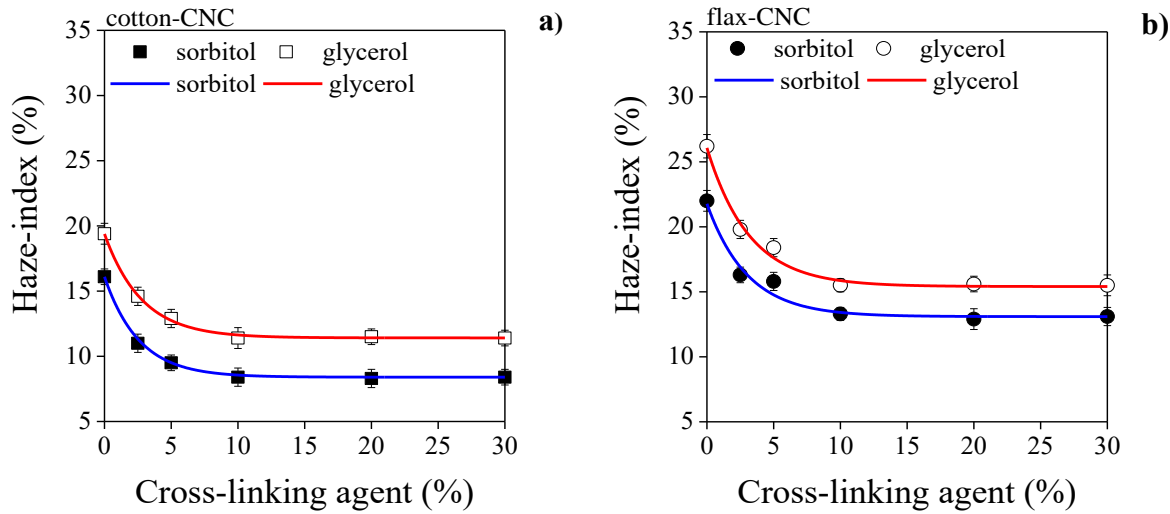 cotton-CNC
a)
sorbitol glycerol
sorbitol glycerol
35
30
25
20
15
10
5
Haze-index (%)
0 5 10 15 20 25 30
Cross-linking agent (%)
flax-CNC
b)
sorbitol glycerol
sorbitol glycerol
35
30
25
20
15
10
5
Haze-index (%)
0 5 10 15 20 25 30
Cross-linking agent (%)